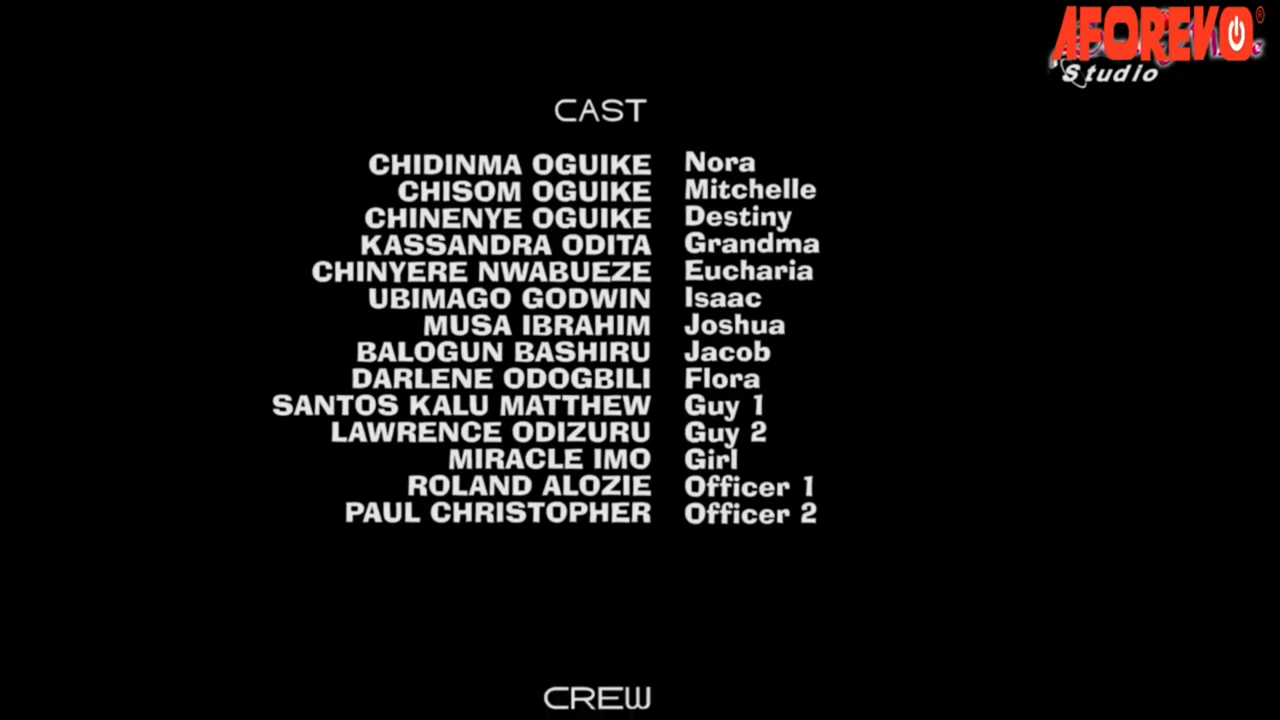 AFOREVO®
Studio
CAST
CHIDINMA OGUIKE Nora
CHISOM OGUIKE Mitchelle
CHINENYE OGUIKE Destiny
KASSANDRA ODITA Grandma
CHINYERE NWABUEZE Eucharia
UBIMAGO GODWIN Isaac
MUSA IBRAHIM Joshua
BALOGUN BASHIRU Jacob
DARLENE ODOGBILI Flora
SANTOS KALU MATTHEW Guy 1
LAWRENCE ODIZURU Guy 2
MIRACLE IMO Girl
ROLAND ALOZIE Officer 1
PAUL CHRISTOPHER Officer 2
CREW